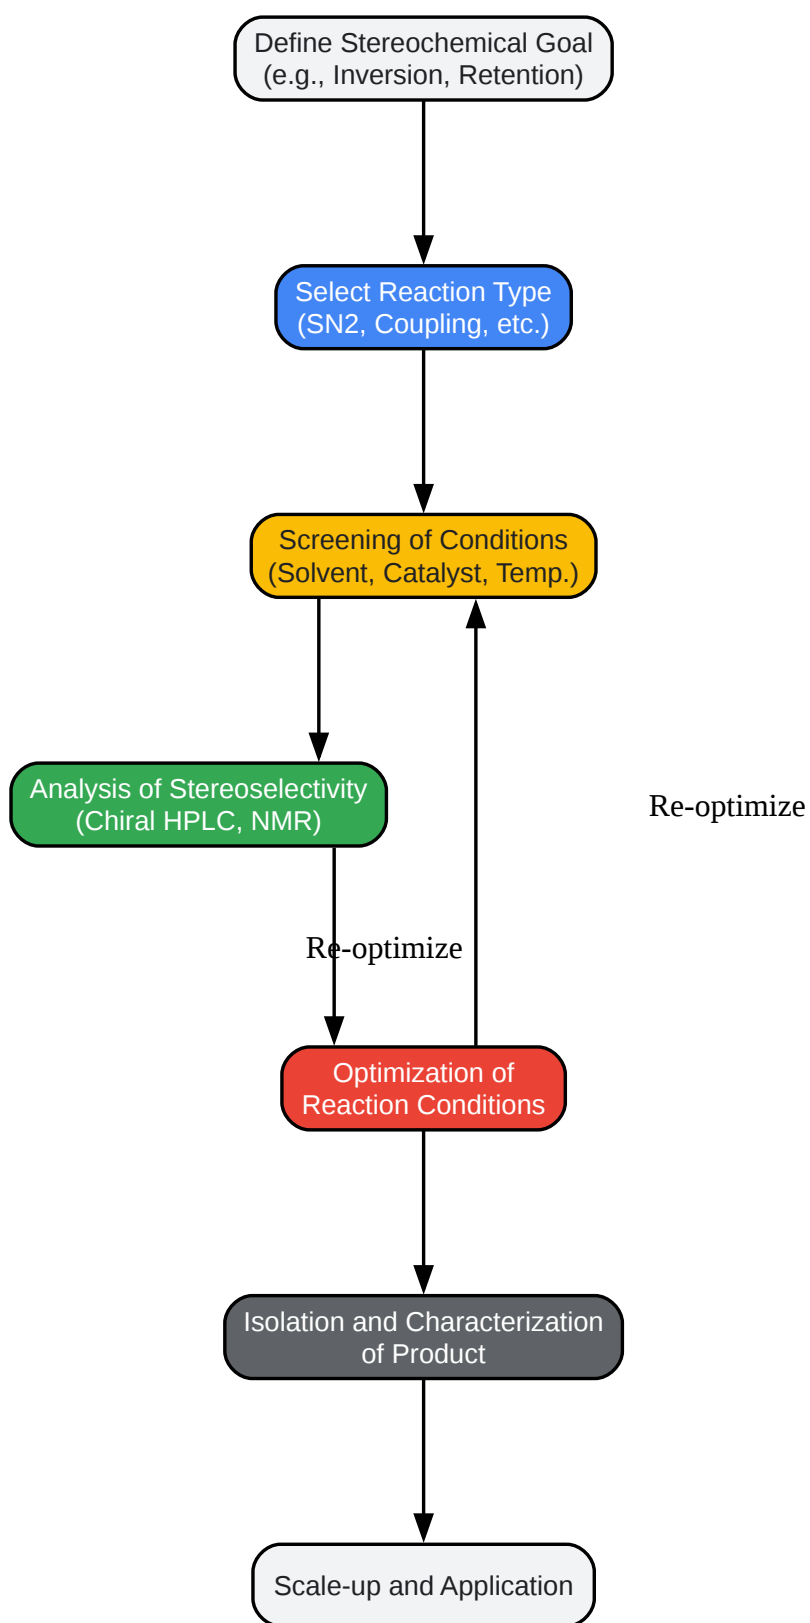 Define Stereochemical Goal
(e.g., Inversion, Retention)
Select Reaction Type
(SN2, Coupling, etc.)
Screening of Conditions
(Solvent, Catalyst, Temp.)
Analysis of Stereoselectivity
(Chiral HPLC, NMR)
Re-optimize
Re-optimize
Optimization of
Reaction Conditions
Isolation and Characterization
of Product
Scale-up and Application